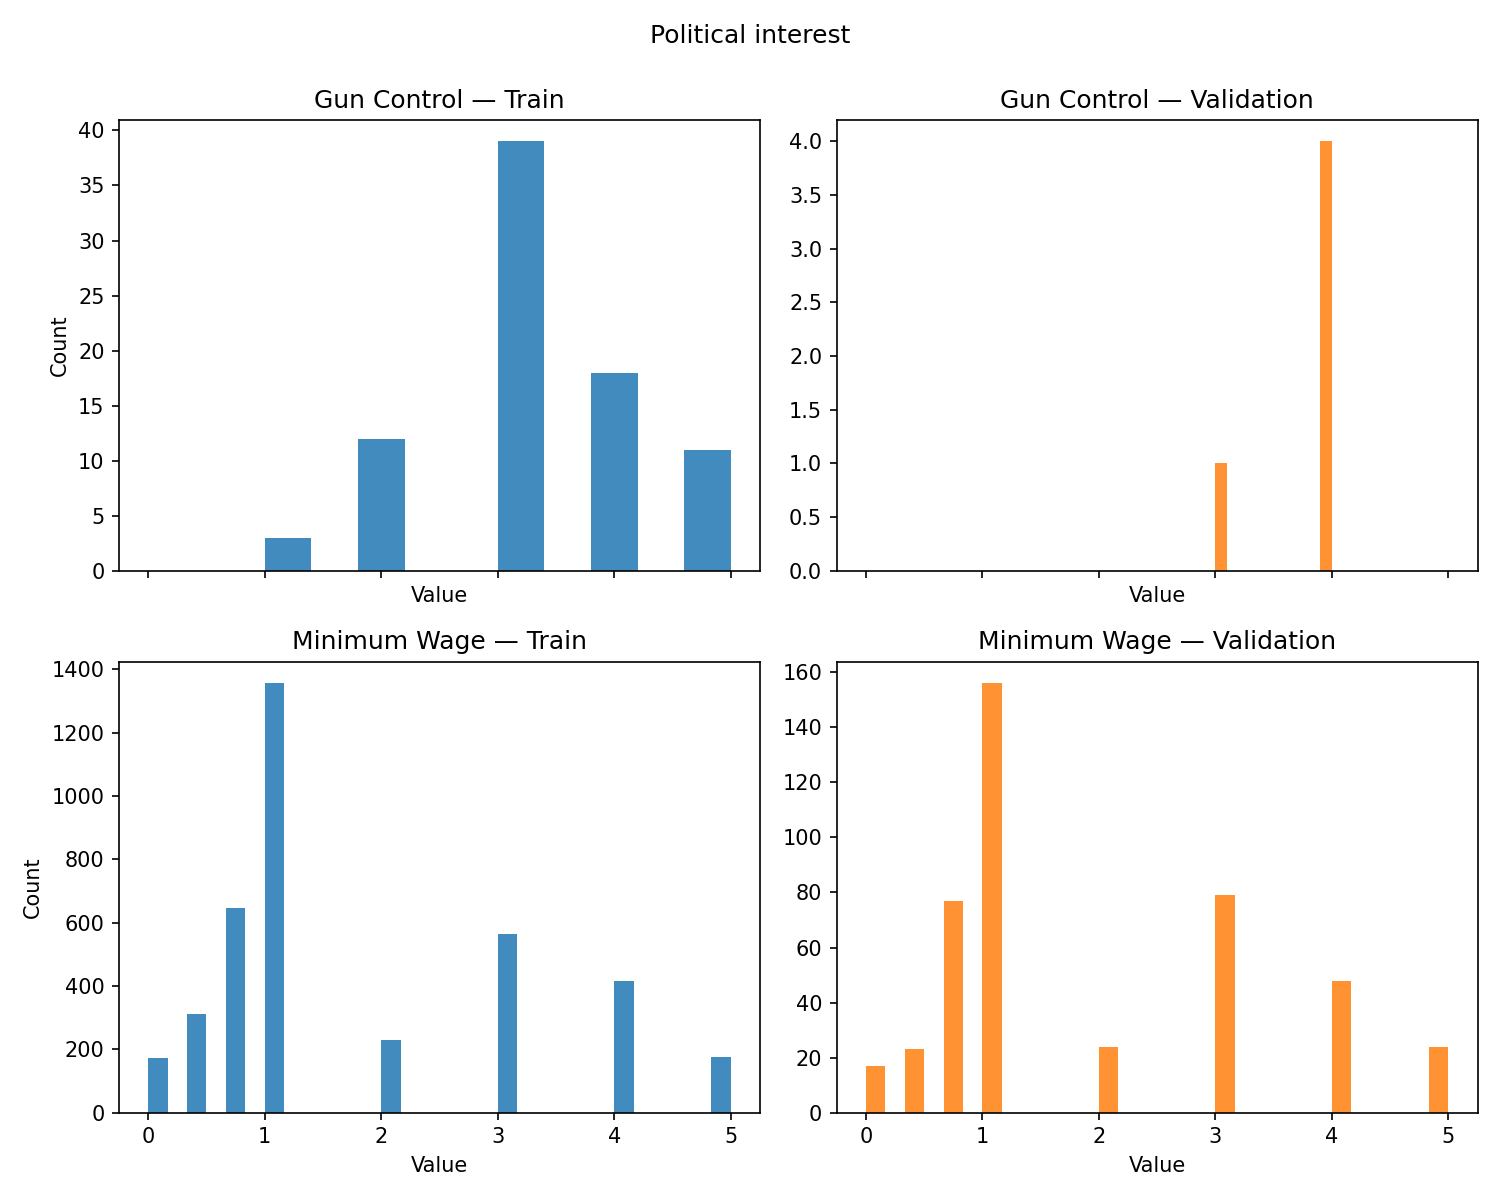 Political interest
Gun Control — Train
40
35
30
25
20
15
10
5
0
Count
Value
Gun Control — Validation
4.0
3.5
3.0
2.5
2.0
1.5
1.0
0.5
0.0
Value
Minimum Wage — Train
1400
1200
1000
800
600
400
200
0
Count
0 1 2 3 4 5
Value
Minimum Wage — Validation
160
140
120
100
80
60
40
20
0
0 1 2 3 4 5
Value